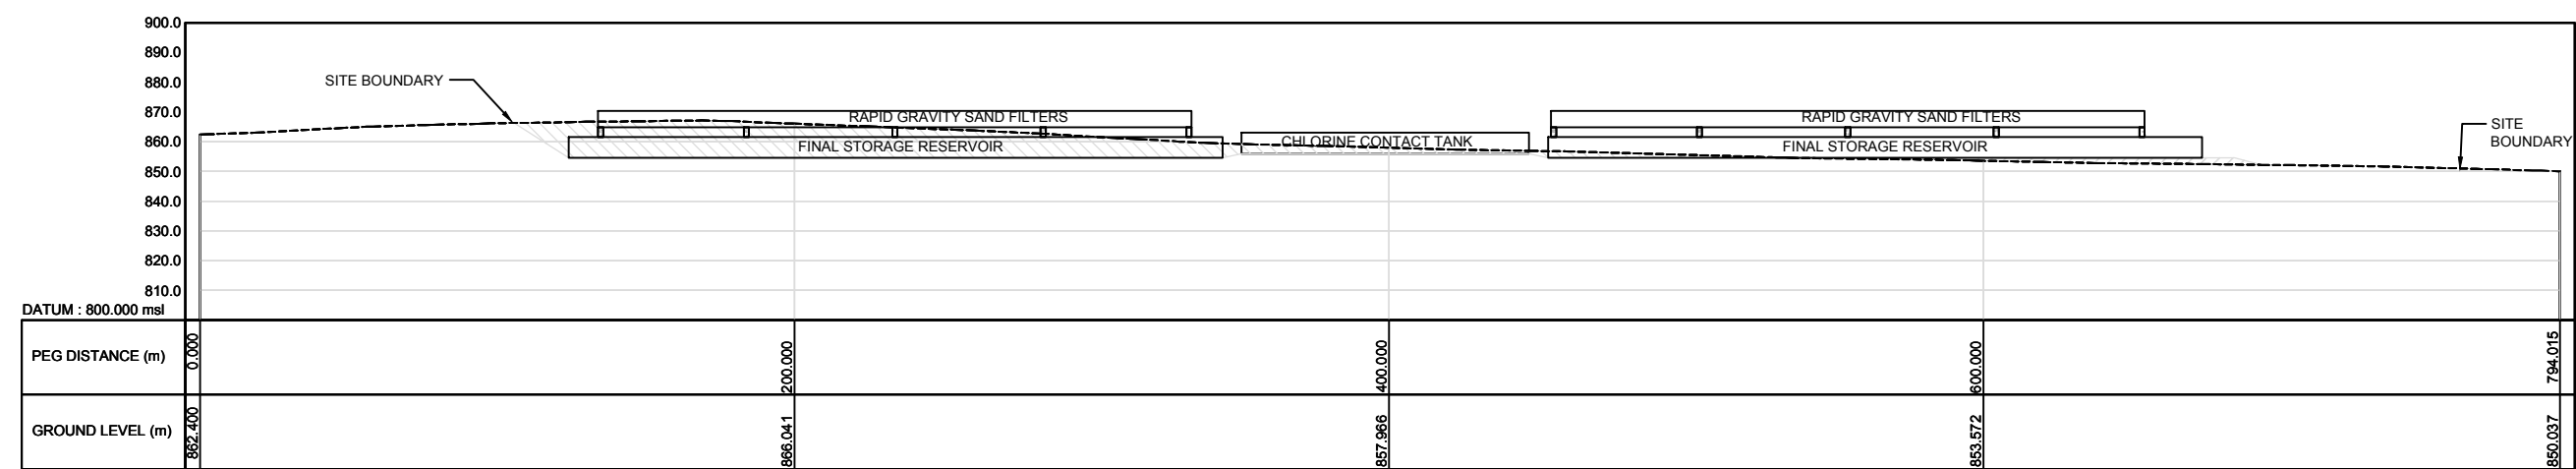 900.0
890.0
880.0
870.0
860.0
850.0
840.0
830.0
820.0
810.0
DATUM : 800.000 msl
SITE BOUNDARY
RAPID GRAVITY SAND FILTERS
FINAL STORAGE RESERVOIR
CHLORINE CONTACT TANK
RAPID GRAVITY SAND FILTERS
FINAL STORAGE RESERVOIR
SITE
BOUNDARY
PEG DISTANCE (m)
0.000
200.000
400.000
600.000
794.015
GROUND LEVEL (m)
862.400
866.041
857.966
853.572
850.037